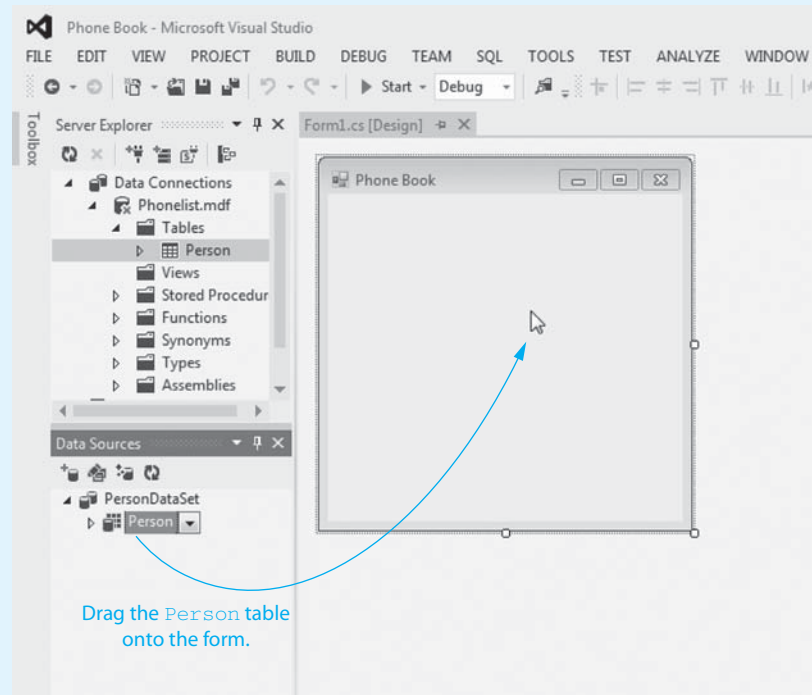 Phone Book - Microsoft Visual Studio
FILE EDIT VIEW PROJECT BUILD DEBUG TEAM SQL TOOLS TEST ANALYZE WINDOW
Start Debug
Toolbox
Server Explorer
Form1.cs [Design]
Data Connections
Phonelist.mdf
Tables
Person
Views
Stored Procedur
Functions
Synonyms
Types
Assemblies
Phone Book
Data Sources
PersonDataSet
Person
Drag the Person table
onto the form.